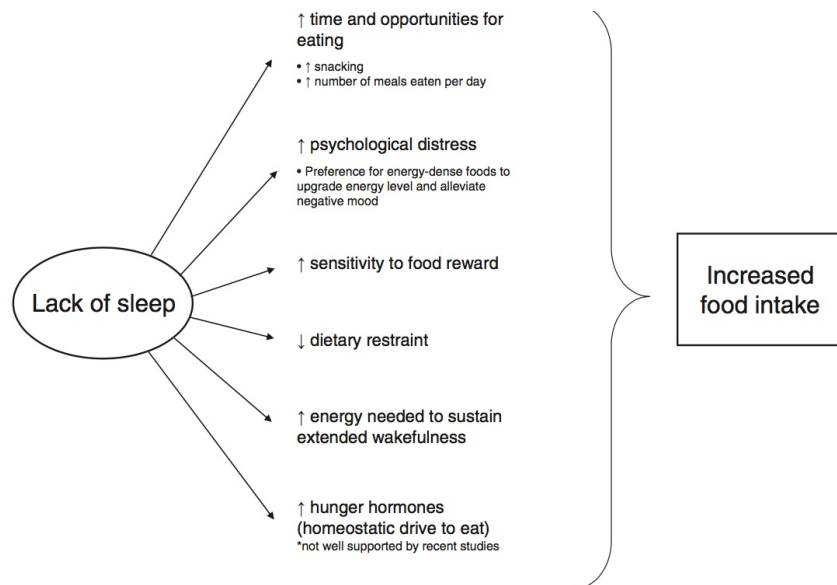 ↑ time and opportunities for
eating
• ↑ snacking
• ↑ number of meals eaten per day
↑ psychological distress
• Preference for energy-dense foods to
upgrade energy level and alleviate
negative mood
Lack of sleep
↑ sensitivity to food reward
↓ dietary restraint
↑ energy needed to sustain
extended wakefulness
↑ hunger hormones
(homeostatic drive to eat)
*not well supported by recent studies
Increased
food intake